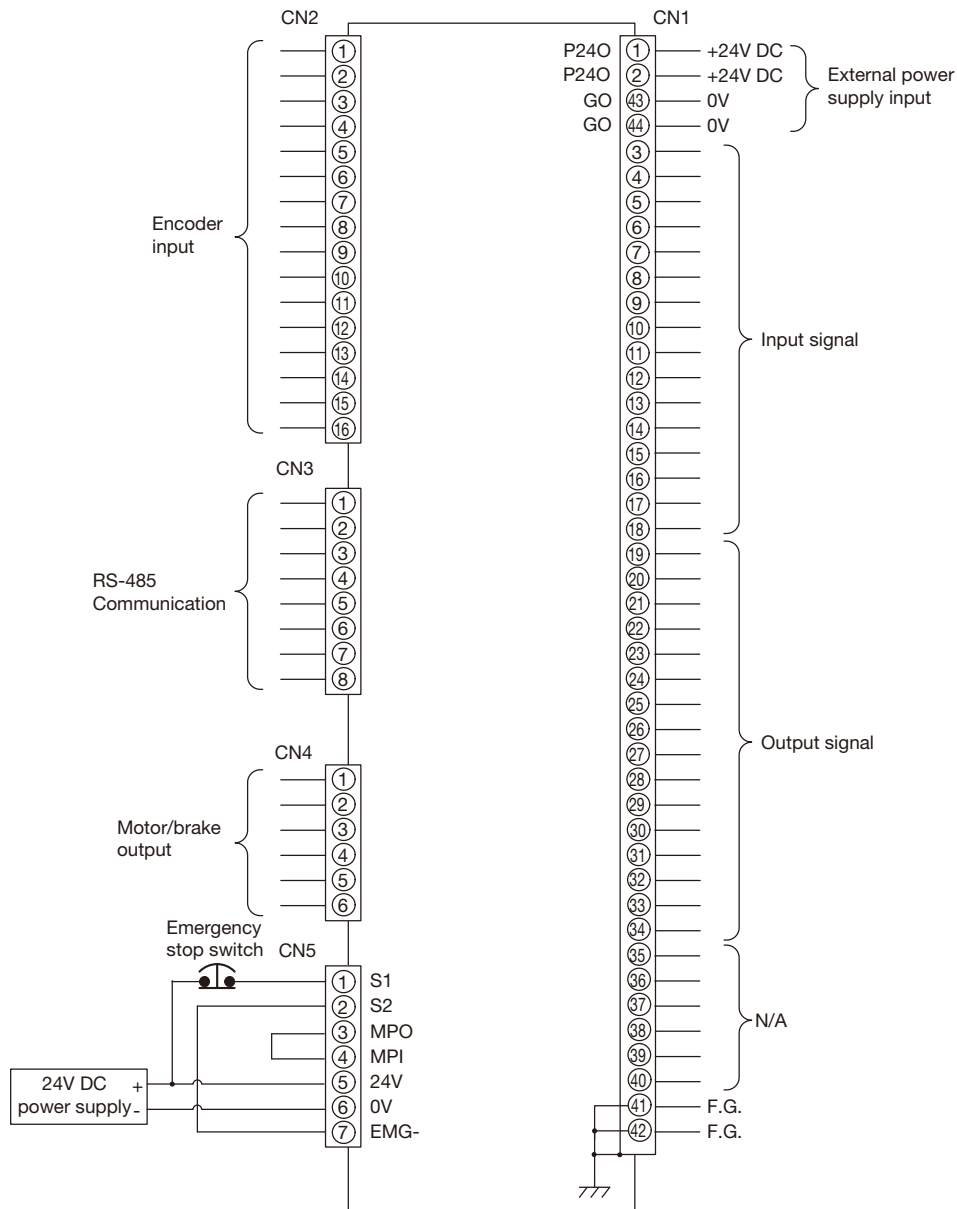 CN2
CN1
① P24O ① +24V DC
② P24O ② +24V DC
③ GO ㊸ 0V
④ GO ㊹ 0V
External power
supply input
⑤ ③
⑥ ④
⑦ ⑤
⑧ ⑥
⑨ ⑦
⑩ ⑧
⑪ ⑨
⑫ ⑩
⑬ ⑪
⑭ ⑫
⑮ ⑬
⑯ ⑭
Encoder
input
⑮
⑯
⑰
⑱
Input signal
CN3
①
②
③
④
⑤
⑥
⑦
⑧
RS-485
Communication
⑲
⑳
㉑
㉒
㉓
㉔
㉕
㉖
㉗
㉘
㉙
㉚
㉛
㉜
㉝
㉞
Output signal
CN4
①
②
③
④
⑤
⑥
Motor/brake
output
㉟
㊱
㊲
㊳
㊴
㊵
N/A
㊶ F.G.
㊷ F.G.
Emergency
stop switch
CN5
① S1
② S2
③ MPO
④ MPI
⑤ 24V
⑥ 0V
⑦ EMG-
24V DC +
power supply -